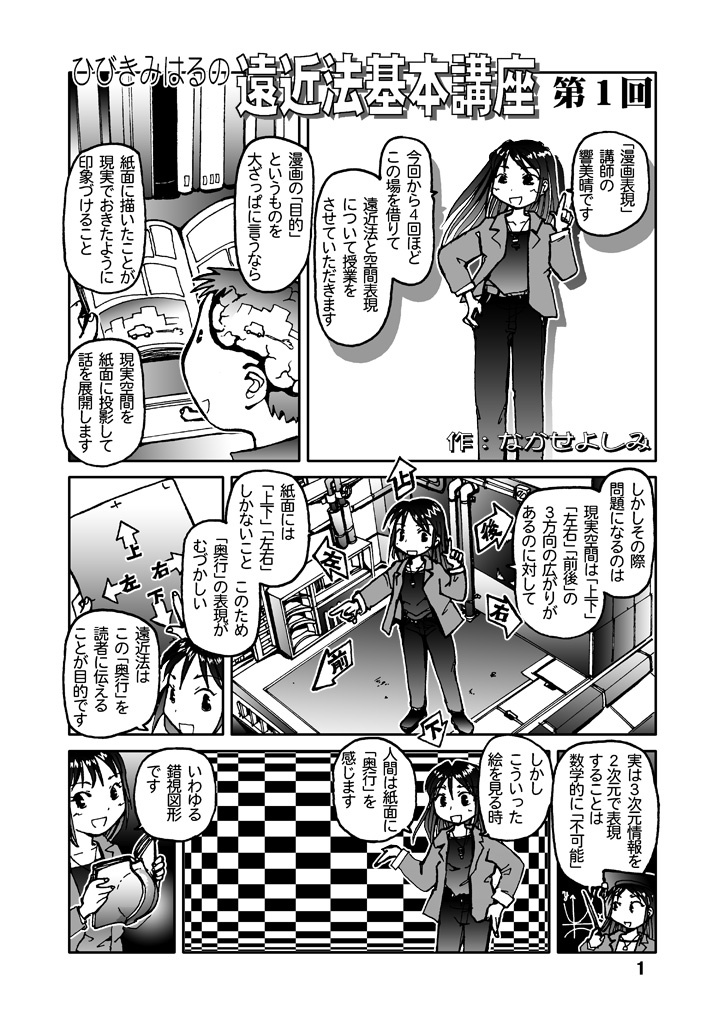 ひびきみはるの
遠近法基本講座
第1回
「漫画表現」
講師の
響美晴です
今回から4回ほど
この場を借りて
遠近法と空間表現
について授業を
させていただきます
作:ながせよしみ
漫画の「目的」
というものを
大ざっぱに言うなら
紙面に描いたことが
現実でおきたように
印象づけること
現実空間を
紙面に投影して
話を展開します
しかしその際
問題になるのは
現実空間は「上下」
「左右」「前後」の
3方向の広がりが
あるのに対して
上
後
左
右
前
下
紙面には
「上下」「左右」
しかないこと
このため
「奥行」の表現が
むづかしい
上
左
右
下
遠近法は
この「奥行」を
読者に伝える
ことが目的です
実は3次元情報を
2次元で表現
することは
数学的に「不可能」
しかし
こういった
絵を見る時
人間は紙面に
「奥行」を
感じます
いわゆる
錯視図形
です
1